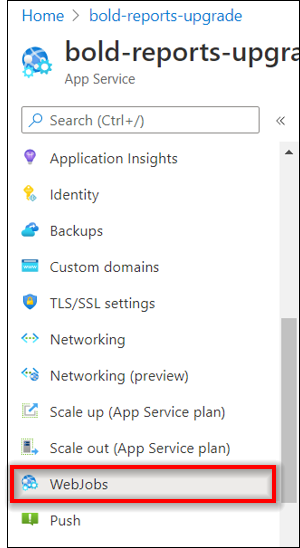 Home > bold-reports-upgrade
bold-reports-upgra
App Service
Search (Ctrl+/)
«
Application Insights
Identity
Backups
Custom domains
TLS/SSL settings
Networking
Networking (preview)
Scale up (App Service plan)
Scale out (App Service plan)
WebJobs
Push